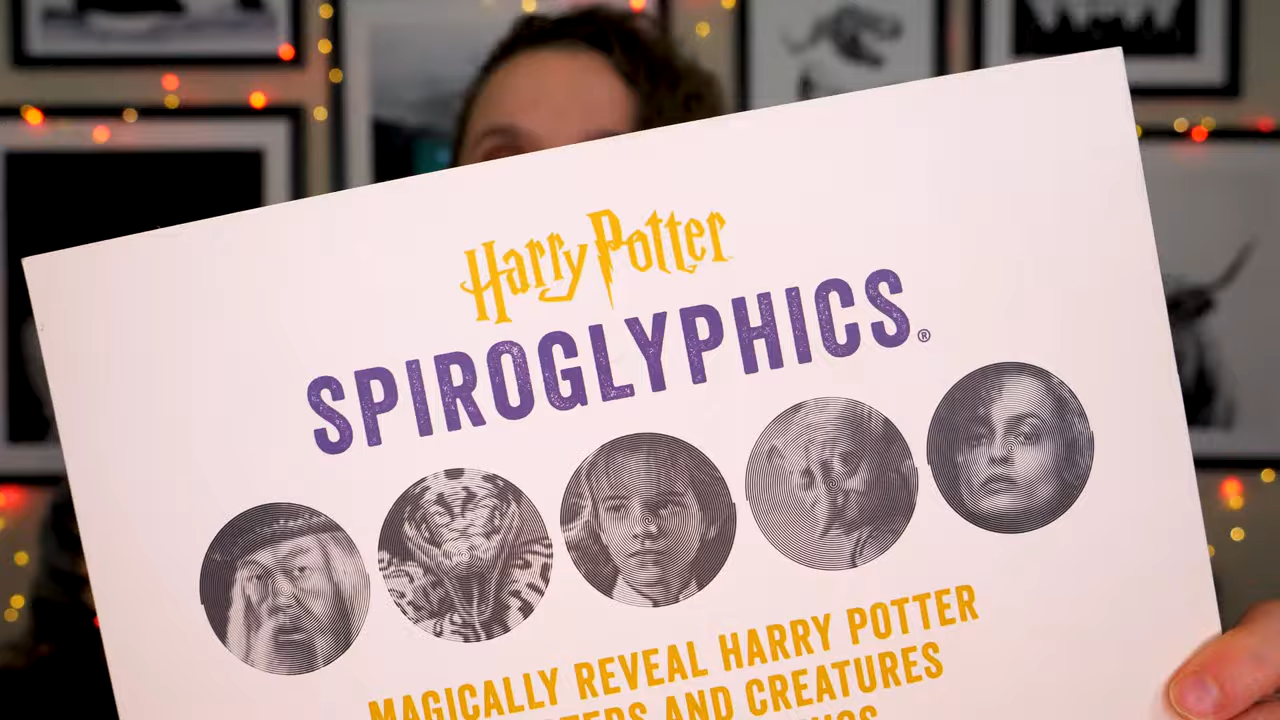 Harry Potter
SPIROGLYPHICS®
MAGICALLY REVEAL HARRY POTTER
AND CREATURES